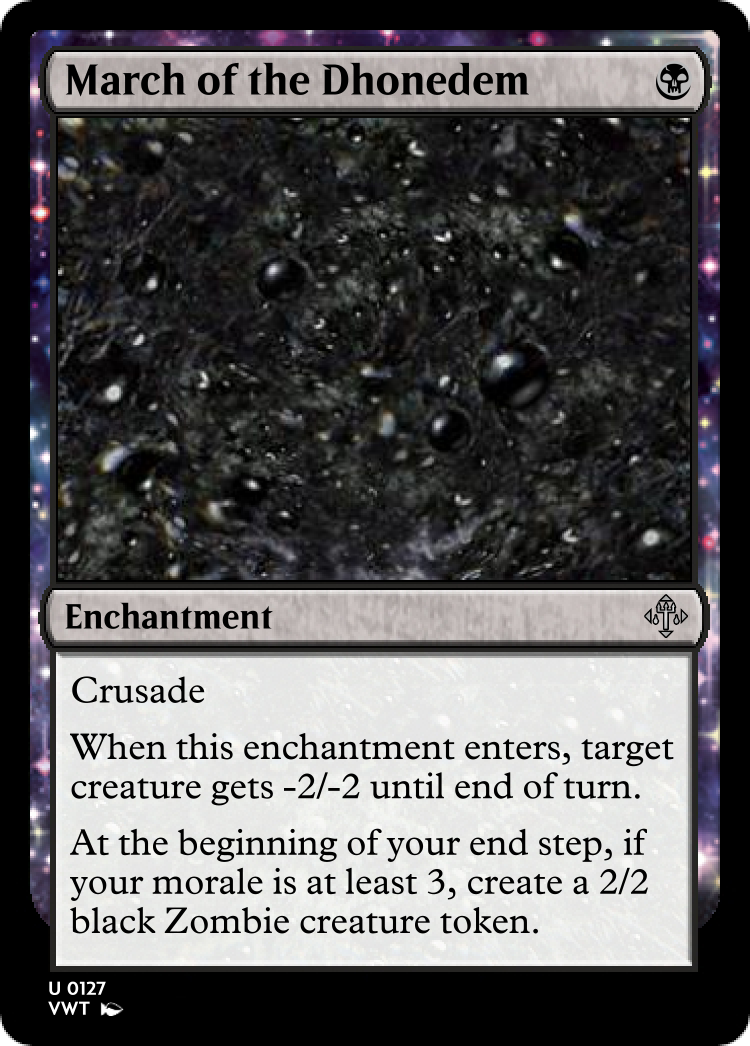 March of the Dhonedem
Enchantment
Crusade
When this enchantment enters, target
creature gets -2/-2 until end of turn.
At the beginning of your end step, if
your morale is at least 3, create a 2/2
black Zombie creature token.
U 0127
VWT